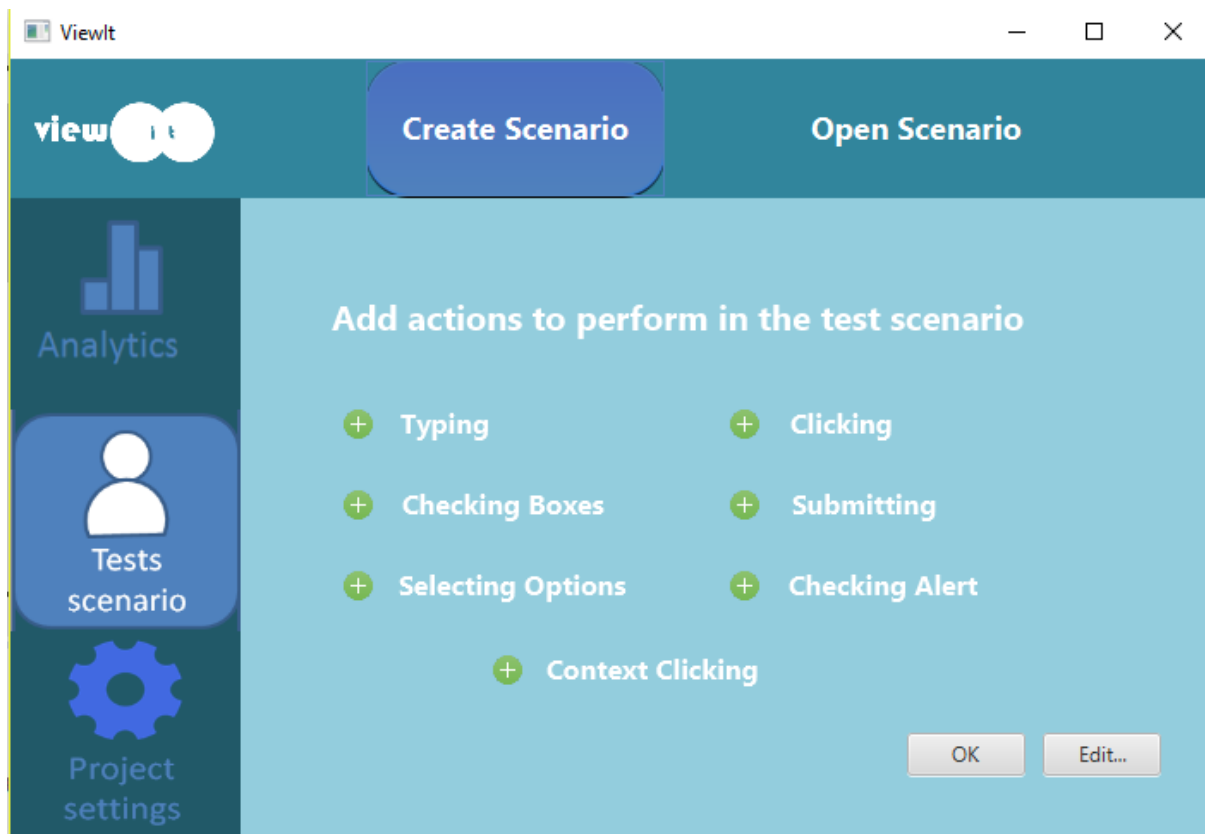 ViewIt
view it
Create Scenario
Open Scenario
Analytics
Tests
scenario
Project
settings
Add actions to perform in the test scenario
Typing
Clicking
Checking Boxes
Submitting
Selecting Options
Checking Alert
Context Clicking
OK
Edit...